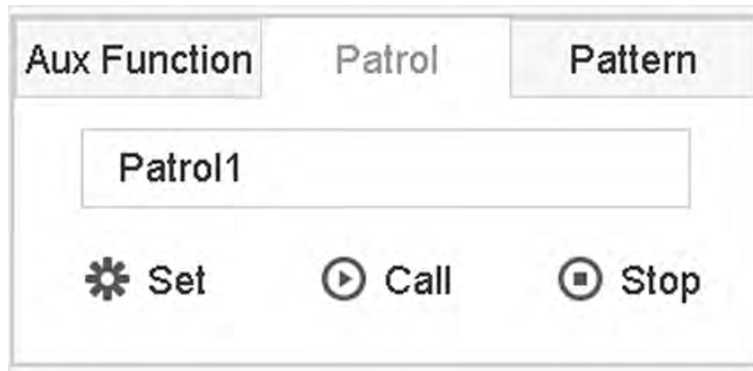 Aux Function Patrol Pattern
Patrol1
Set Call Stop